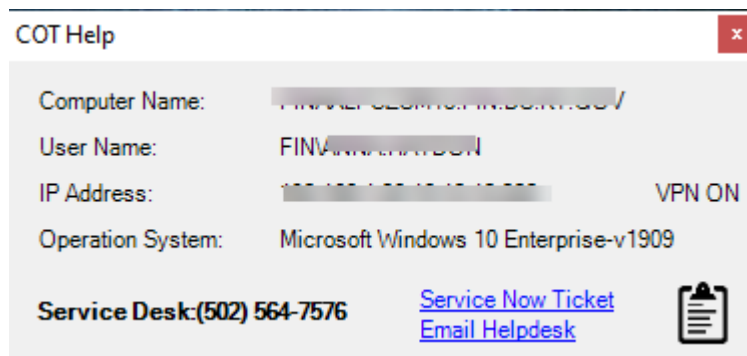 COT Help
x
Computer Name:
User Name:
IP Address: VPN ON
Operation System: Microsoft Windows 10 Enterprise-v1909
Service Desk:(502) 564-7576
Service Now Ticket
Email Helpdesk